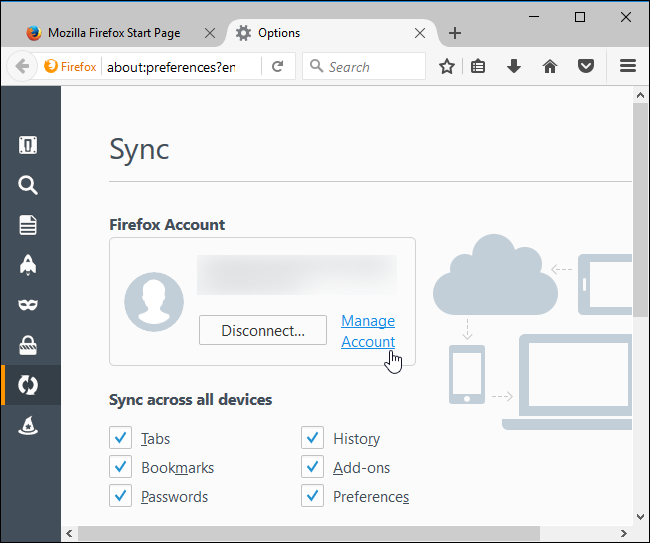 Mozilla Firefox Start Page
Options
Firefox
about:preferences?en
Search
Sync
Firefox Account
Disconnect...
Manage
Account
Sync across all devices
Tabs
History
Bookmarks
Add-ons
Passwords
Preferences